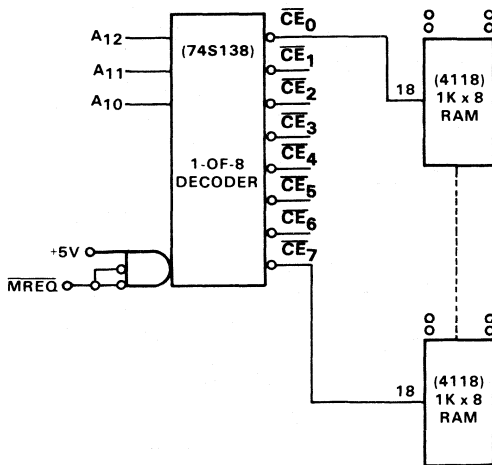 A12
A11
A10
(74S138)
1-OF-8
DECODER
+5V
MREQ
CE0
CE1
CE2
CE3
CE4
CE5
CE6
CE7
18
(4118)
1K x 8
RAM
18
(4118)
1K x 8
RAM